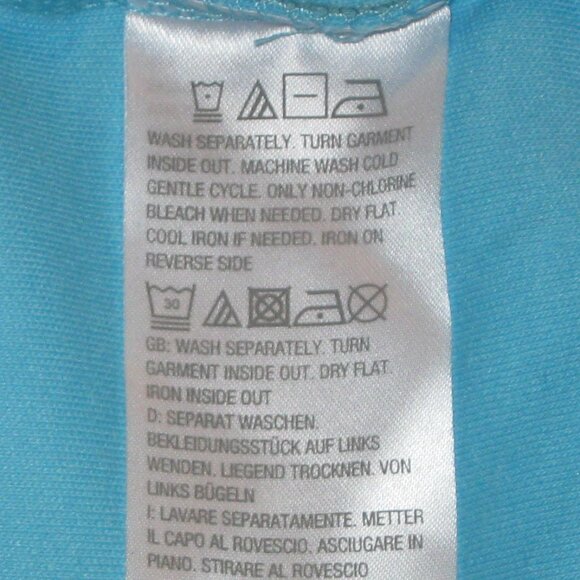 WASH SEPARATELY. TURN GARMENT
INSIDE OUT. MACHINE WASH COLD
GENTLE CYCLE. ONLY NON-CHLORINE
BLEACH WHEN NEEDED. DRY FLAT.
COOL IRON IF NEEDED. IRON ON
REVERSE SIDE
30
GB: WASH SEPARATELY. TURN
GARMENT INSIDE OUT. DRY FLAT.
IRON INSIDE OUT
D: SEPARAT WASCHEN.
BEKLEIDUNGSSTÜCK AUF LINKS
WENDEN. LIEGEND TROCKNEN. VON
LINKS BÜGELN
I: LAVARE SEPARATAMENTE. METTER
IL CAPO AL ROVESCIO. ASCIUGARE IN
PIANO. STIRARE AL ROVESCIO